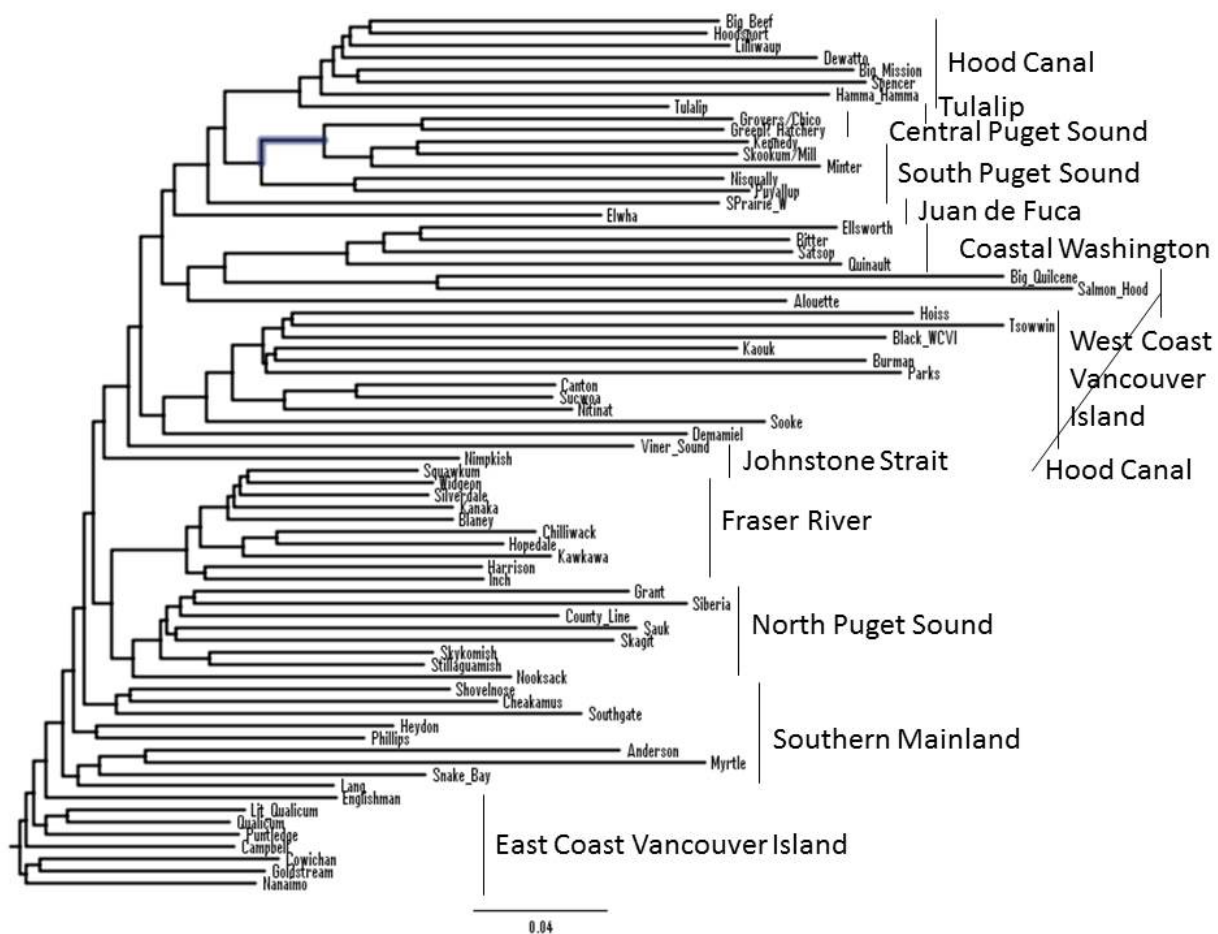 Big_Beef
Hoodsport
Lilliwaup
Dewatto
Big_Mission
Spencer
Hamma_Hamma
Hood Canal
Tulalip
Tulalip
Grovers/Chico
Hatchery
Central Puget Sound
Kennedy
Skookum/Mill
Minter
Nisqually
Puyallup
SPrairie_W
South Puget Sound
Elwha
Juan de Fuca
Ellsworth
Bitter
Satsop
Quinault
Coastal Washington
Big_Quilcene
Salmon_Hood
Alouette
Hoiss
Tsowwin
Black_WCVI
Kaouk
Burman
Parks
Canton
Sucwoa
Nitinat
Sooke
Demamiel
West Coast
Vancouver
Island
Viner_Sound
Nimpkish
Johnstone Strait
Hood Canal
Squawkum
Widgeon
Silverdale
Kanaka
Blaney
Chilliwack
Hopedale
Kawkawa
Harrison
Inch
Fraser River
Grant
Siberia
County_Line
Sauk
Skagit
Skykomish
Stillaguamish
Nooksack
North Puget Sound
Shovelnose
Cheakamus
Southgate
Heydon
Phillips
Anderson
Myrtle
Snake_Bay
Southern Mainland
Lang
Englishman
Lit_Qualicum
Qualicum
Puntledge
Campbell
Cowichan
Goldstream
Nanaimo
East Coast Vancouver Island
0.04